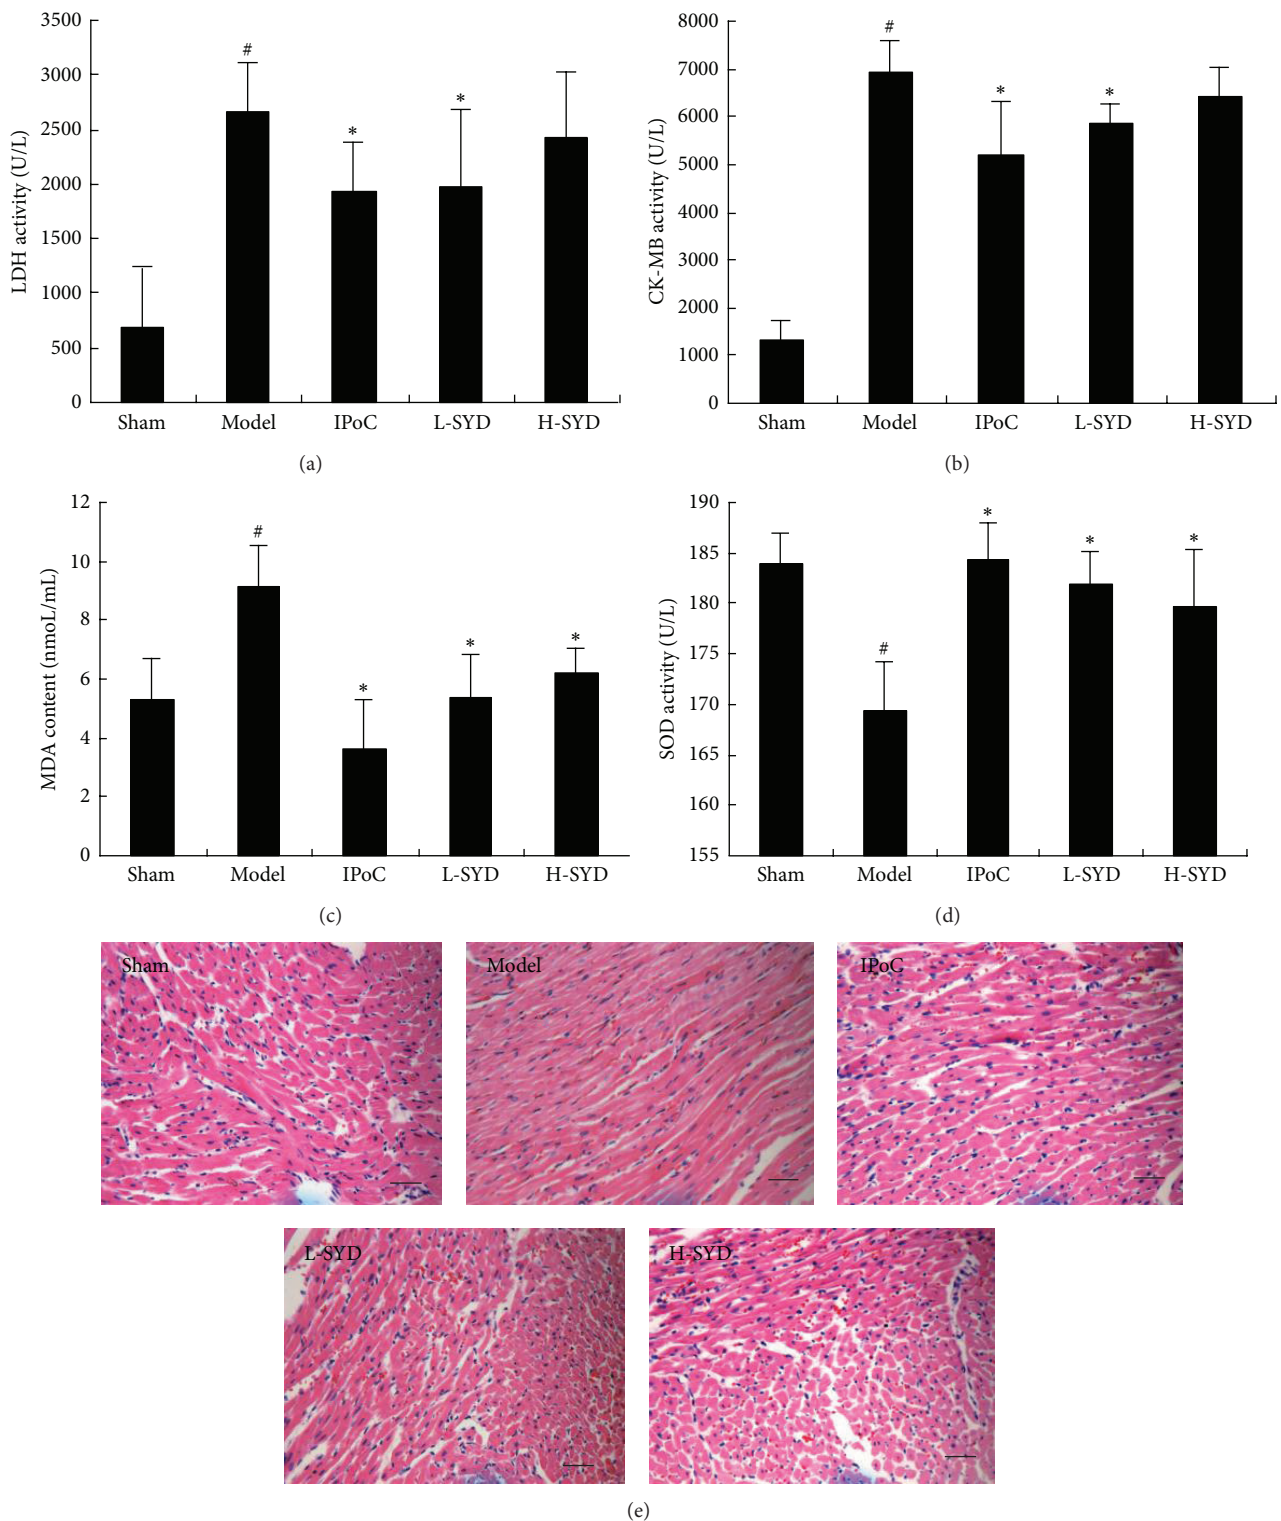 3500
3000
2500
2000
1500
1000
500
0
LDH activity (U/L)
#
*
*
Sham Model IPoC L-SYD H-SYD
(a)
8000
7000
6000
5000
4000
3000
2000
1000
0
CK-MB activity (U/L)
#
*
*
Sham Model IPoC L-SYD H-SYD
(b)
12
10
8
6
4
2
0
MDA content (nmoL/mL)
#
*
*
*
Sham Model IPoC L-SYD H-SYD
(c)
190
185
180
175
170
165
160
155
SOD activity (U/L)
#
*
*
*
Sham Model IPoC L-SYD H-SYD
(d)
Sham
Model
IPoC
L-SYD
H-SYD
(e)